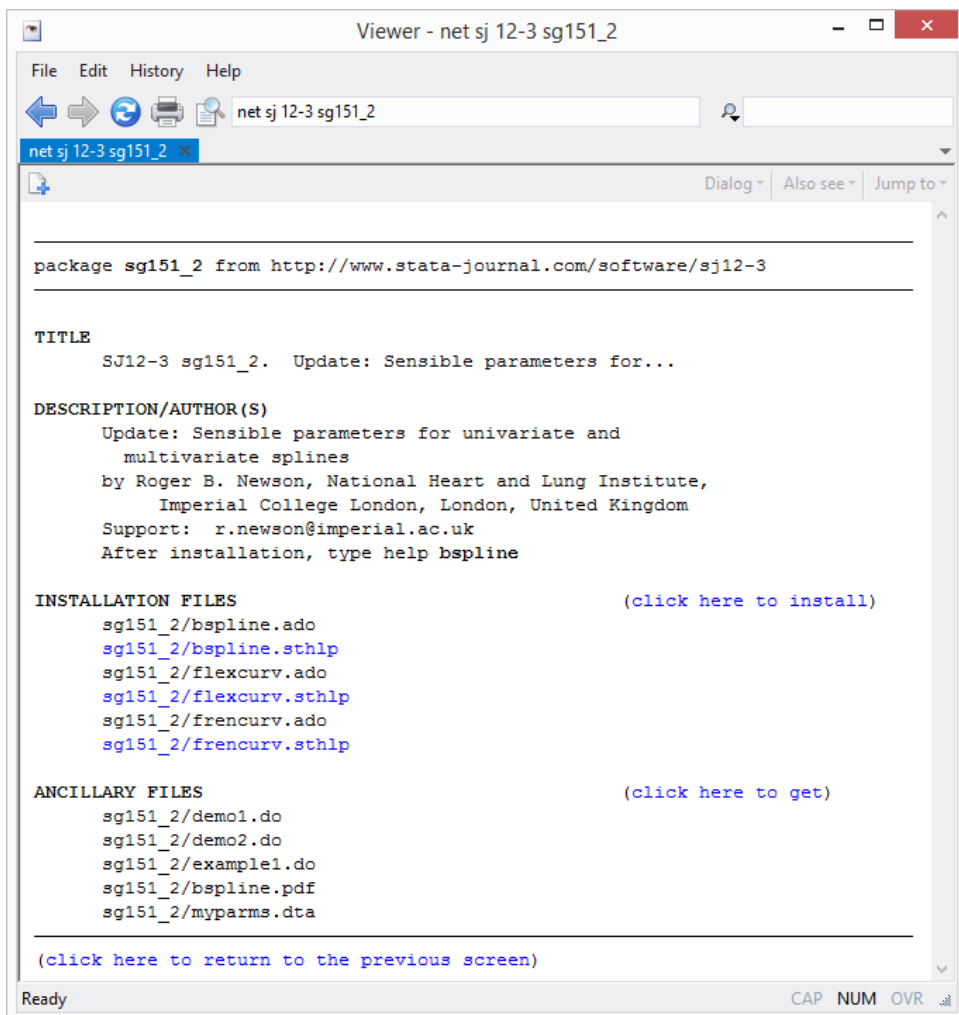 Viewer - net sj 12-3 sg151_2
File Edit History Help
net sj 12-3 sg151_2
net sj 12-3 sg151_2
Dialog Also see Jump to
package sg151_2 from http://www.stata-journal.com/software/sj12-3
TITLE
SJ12-3 sg151_2. Update: Sensible parameters for...
DESCRIPTION/AUTHOR(S)
Update: Sensible parameters for univariate and
multivariate splines
by Roger B. Newson, National Heart and Lung Institute,
Imperial College London, London, United Kingdom
Support: r.newson@imperial.ac.uk
After installation, type help bspline
INSTALLATION FILES (click here to install)
sg151_2/bspline.ado
sg151_2/bspline.sthlp
sg151_2/flexcurv.ado
sg151_2/flexcurv.sthlp
sg151_2/frencurv.ado
sg151_2/frencurv.sthlp
ANCILLARY FILES (click here to get)
sg151_2/demo1.do
sg151_2/demo2.do
sg151_2/example1.do
sg151_2/bspline.pdf
sg151_2/myparms.dta
(click here to return to the previous screen)
Ready CAP NUM OVR